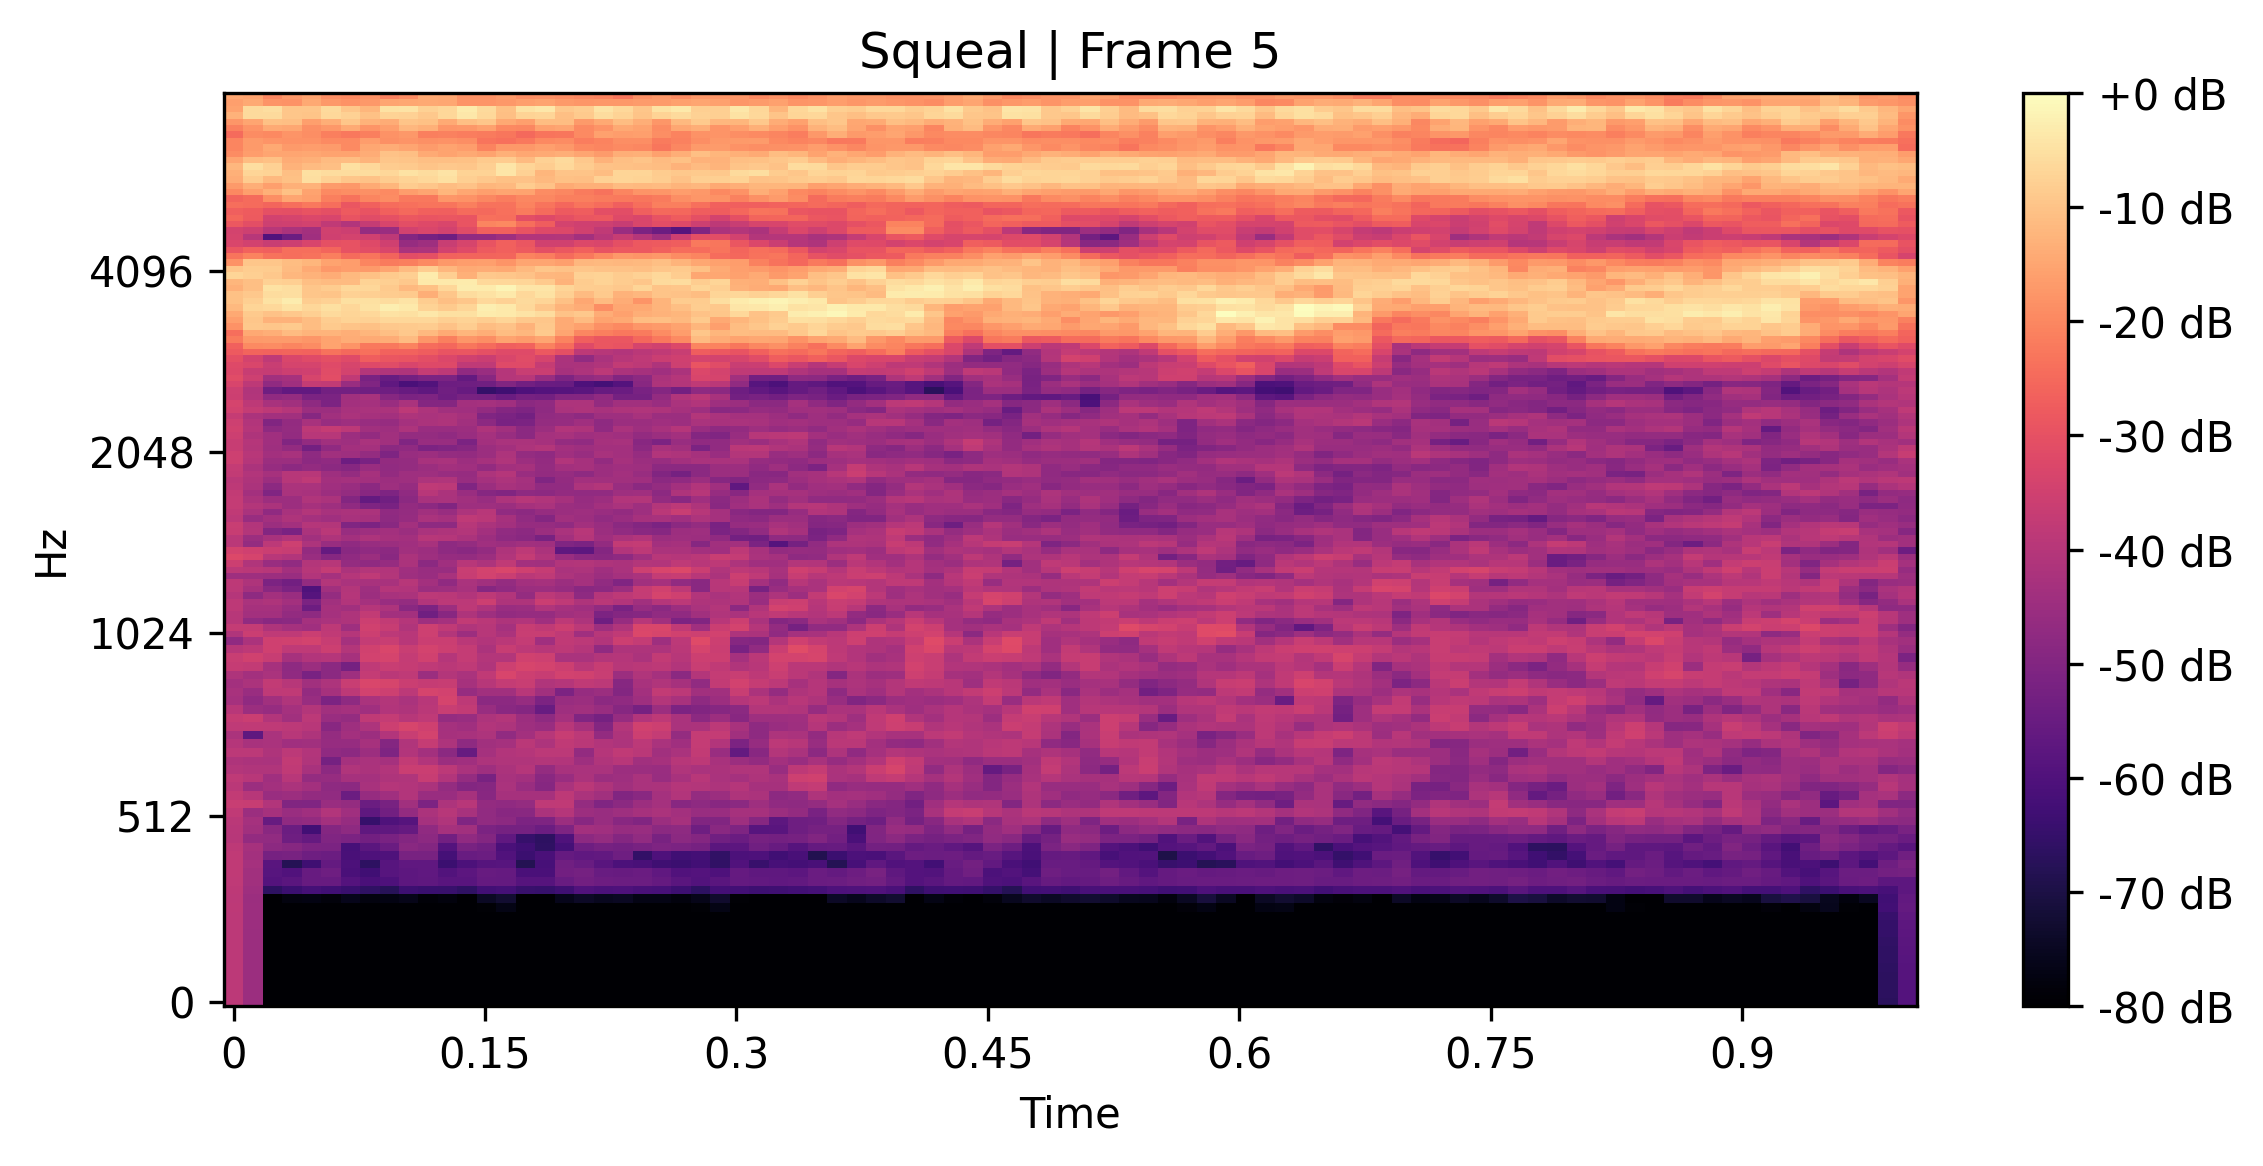 Squeal | Frame 5
Hz
4096
2048
1024
512
0
0 0.15 0.3 0.45 0.6 0.75 0.9
Time
+0 dB
-10 dB
-20 dB
-30 dB
-40 dB
-50 dB
-60 dB
-70 dB
-80 dB